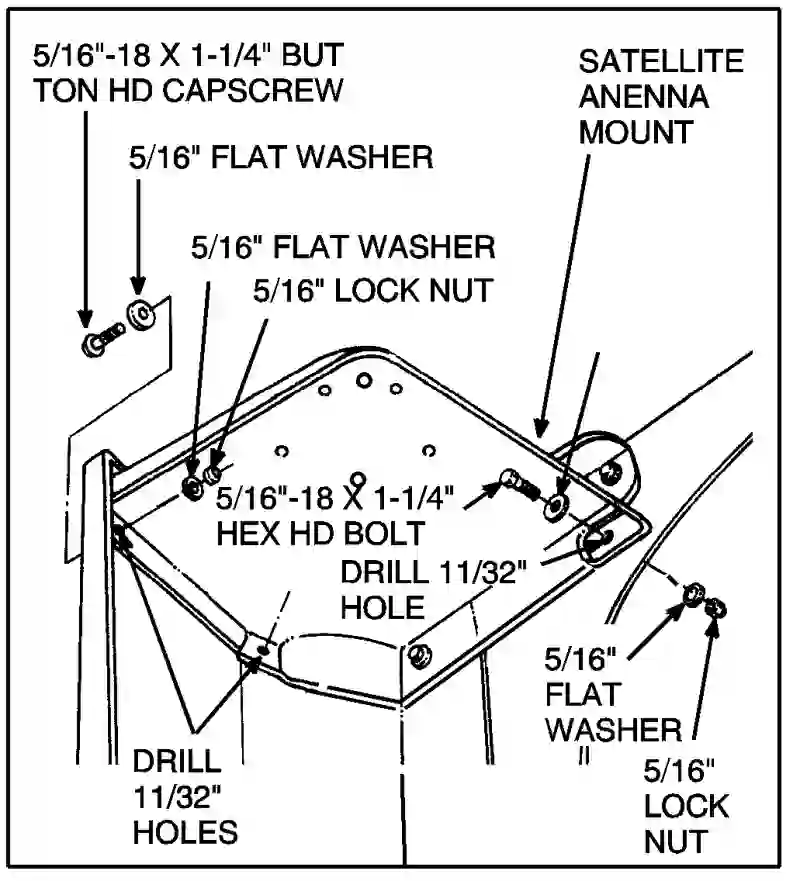 5/16"-18 X 1-1/4" BUT
TON HD CAPSCREW
5/16" FLAT WASHER
5/16" FLAT WASHER
5/16" LOCK NUT
SATELLITE
ANENNA
MOUNT
5/16"-18 X 1-1/4"
HEX HD BOLT
DRILL 11/32"
HOLE
5/16"
FLAT
WASHER
5/16"
LOCK
NUT
DRILL
11/32"
HOLES